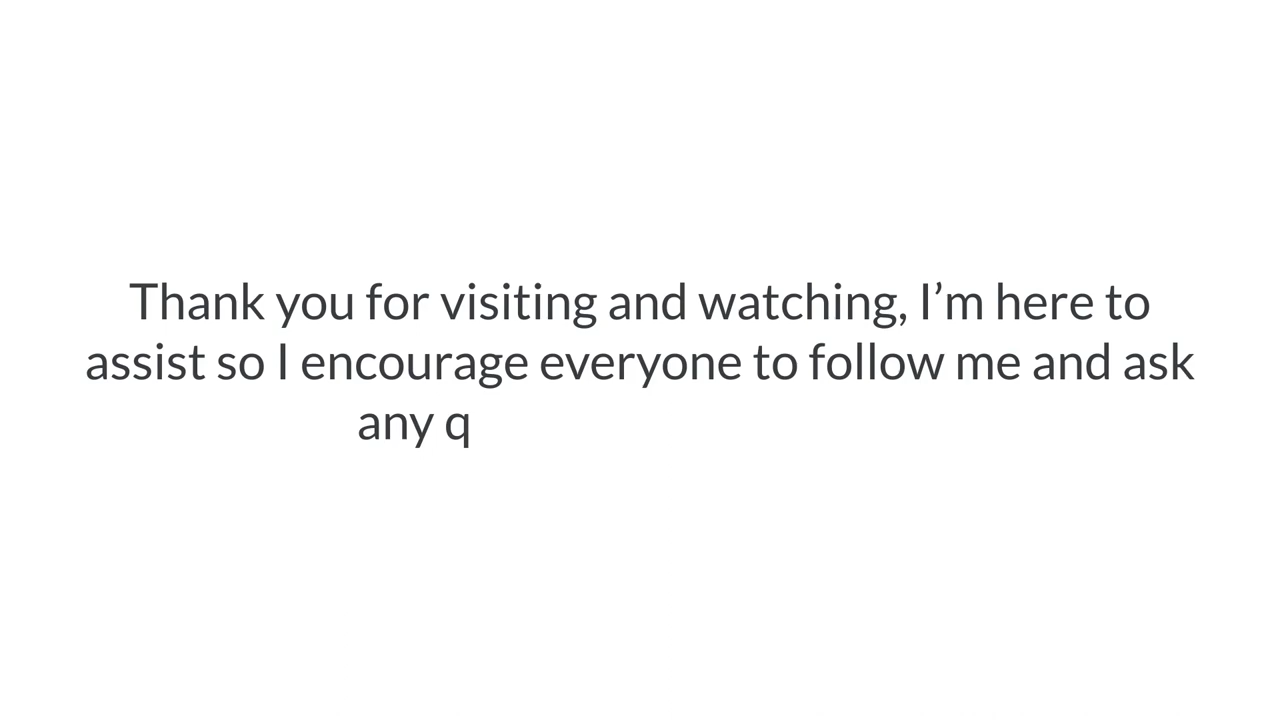 Thank you for visiting and watching, I’m here to
assist so I encourage everyone to follow me and ask
any q